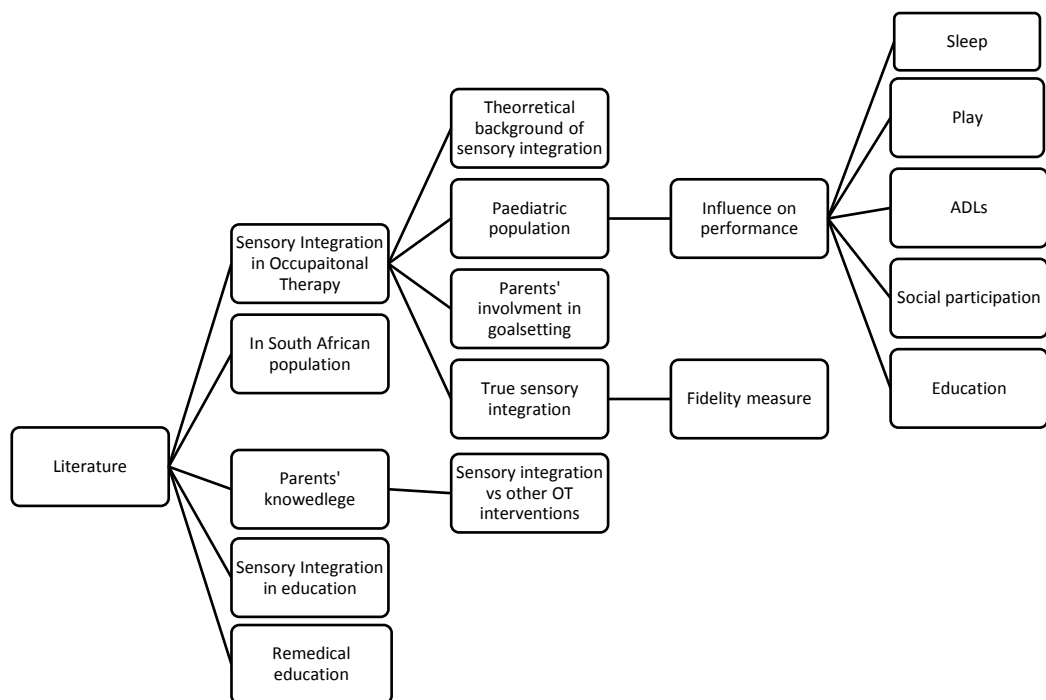 Literature
Sensory Integration
in Occupaitonal
Therapy
In South African
population
Parents'
knowedlege
Sensory Integration
in education
Remedical
education
Theorretical
background of
sensory integration
Paediatric
population
Parents'
involvment in
goalsetting
True sensory
integration
Sensory integration
vs other OT
interventions
Influence on
performance
Fidelity measure
Sleep
Play
ADLs
Social participation
Education